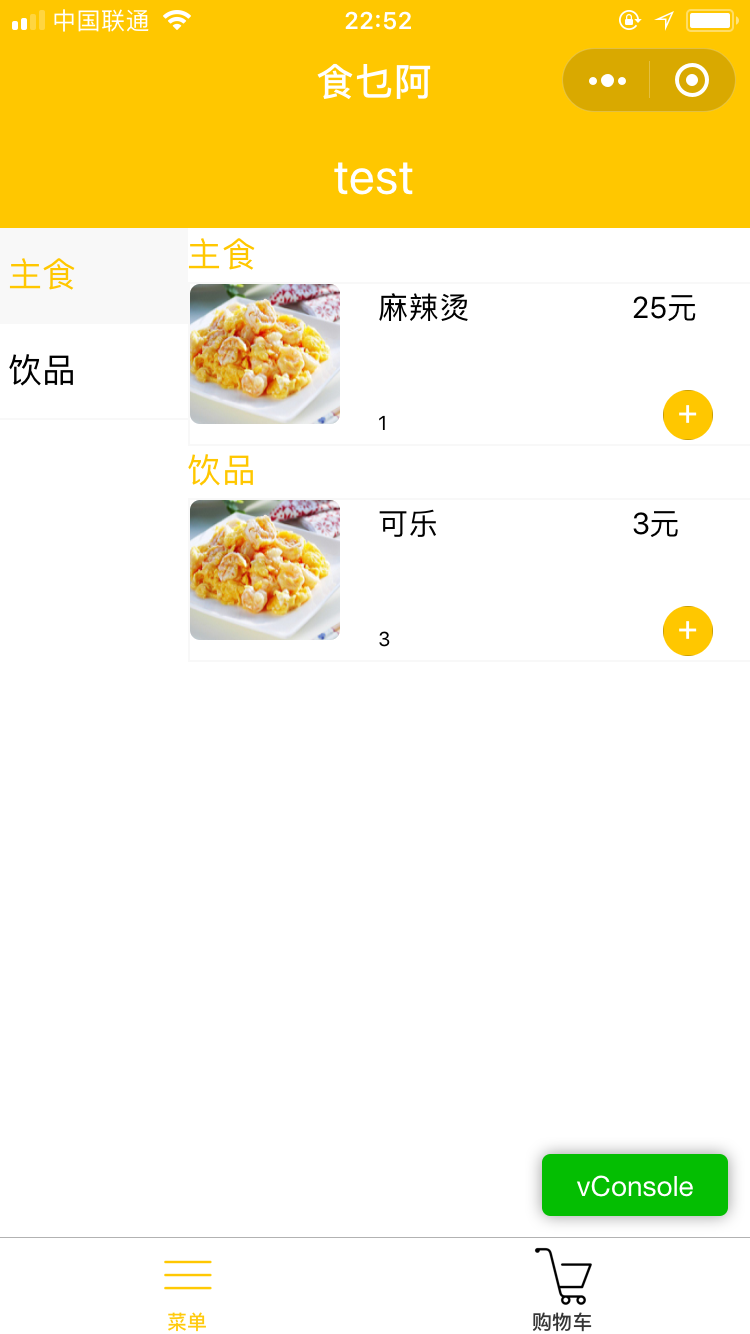 中国联通 22:52
食乜阿
test
主食
饮品
主食
麻辣烫 25元
1
+
饮品
可乐 3元
3
+
vConsole
菜单 购物车